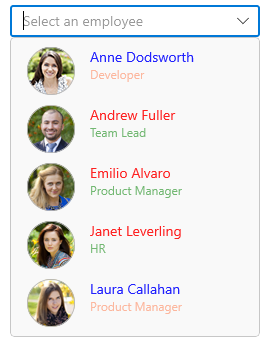 Select an employee
Anne Dodsworth
Developer
Andrew Fuller
Team Lead
Emilio Alvaro
Product Manager
Janet Leverling
HR
Laura Callahan
Product Manager